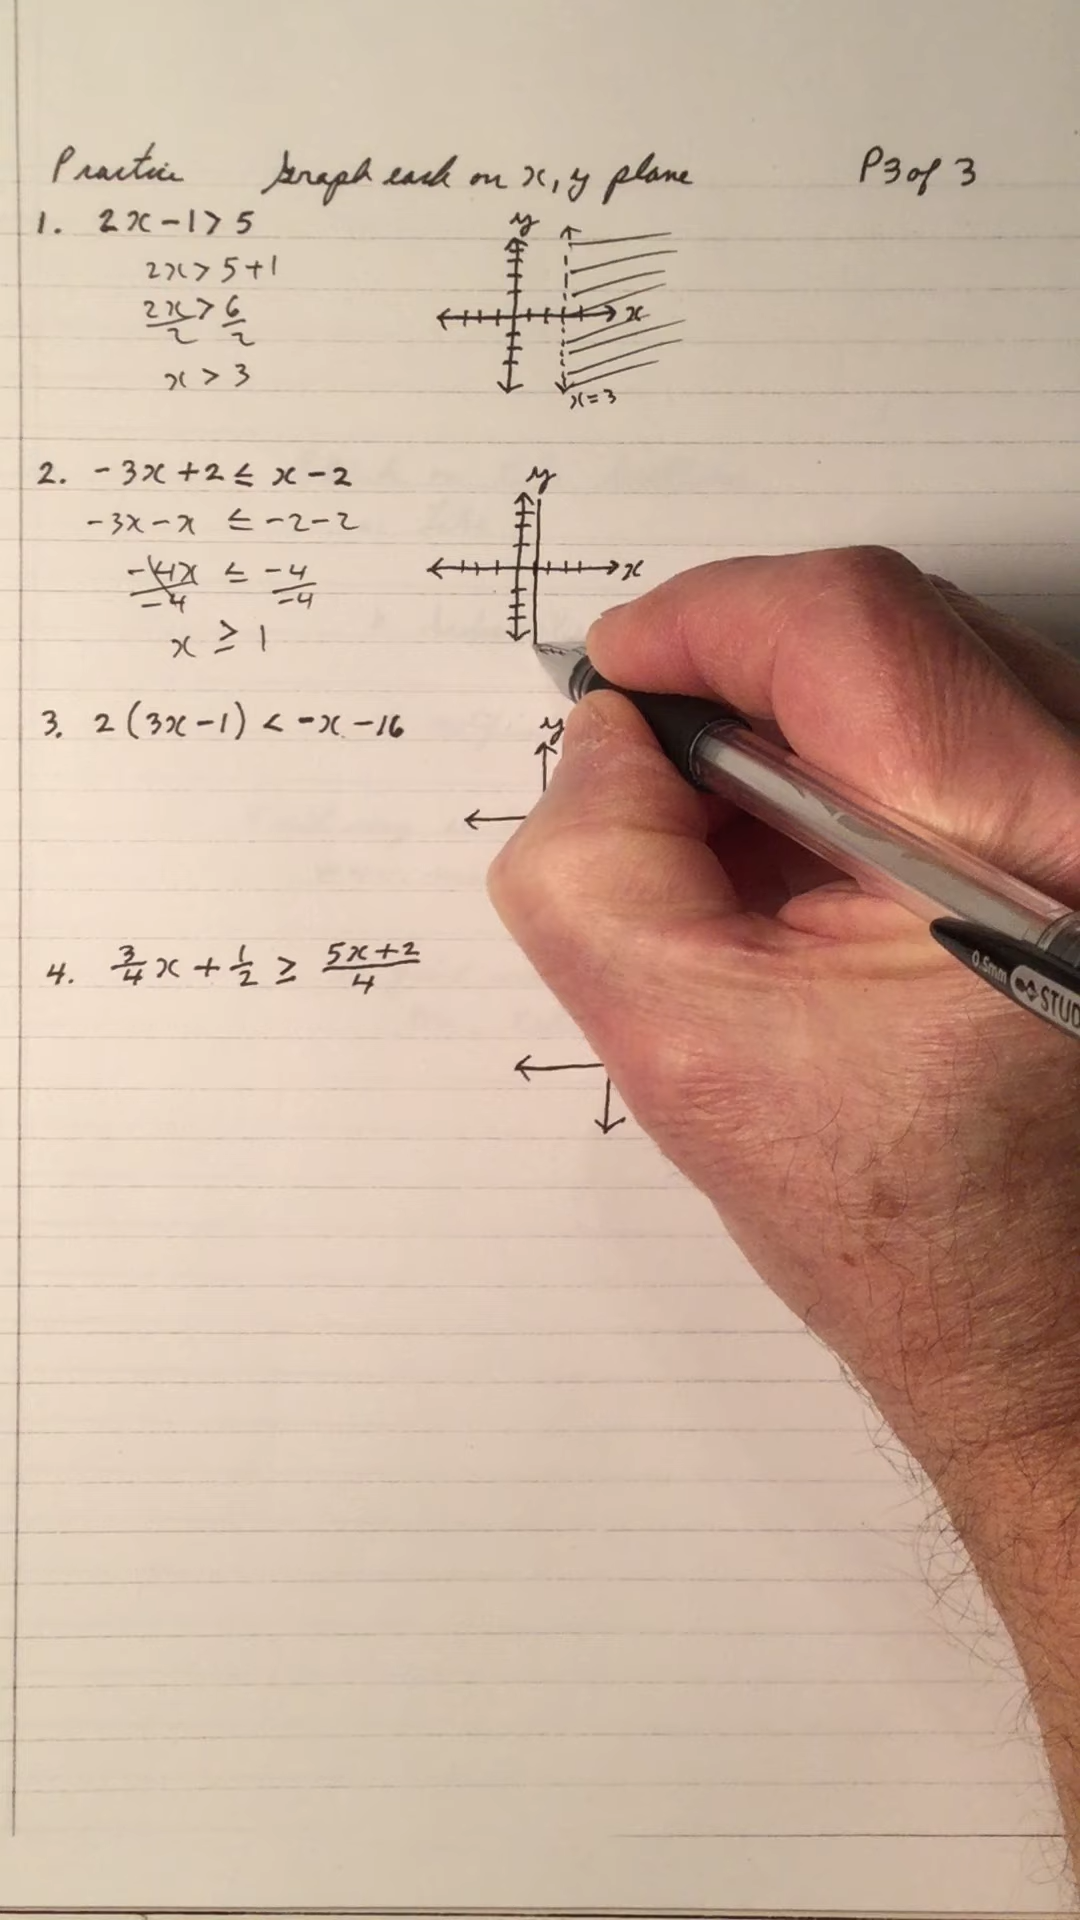 Practice Graph each on x, y plane P3 of 3
1. 2x - 1 > 5
2x > 5 + 1
2x/2 > 6/2
x > 3
y
x
x = 3
2. -3x + 2 ≤ x - 2
-3x - x ≤ -2 - 2
-4x/-4 ≤ -4/-4
x ≥ 1
y
x
3. 2(3x - 1) < -x - 16
y
4. 3/4 x + 1/2 ≥ (5x + 2)/4
0.5mm STUD